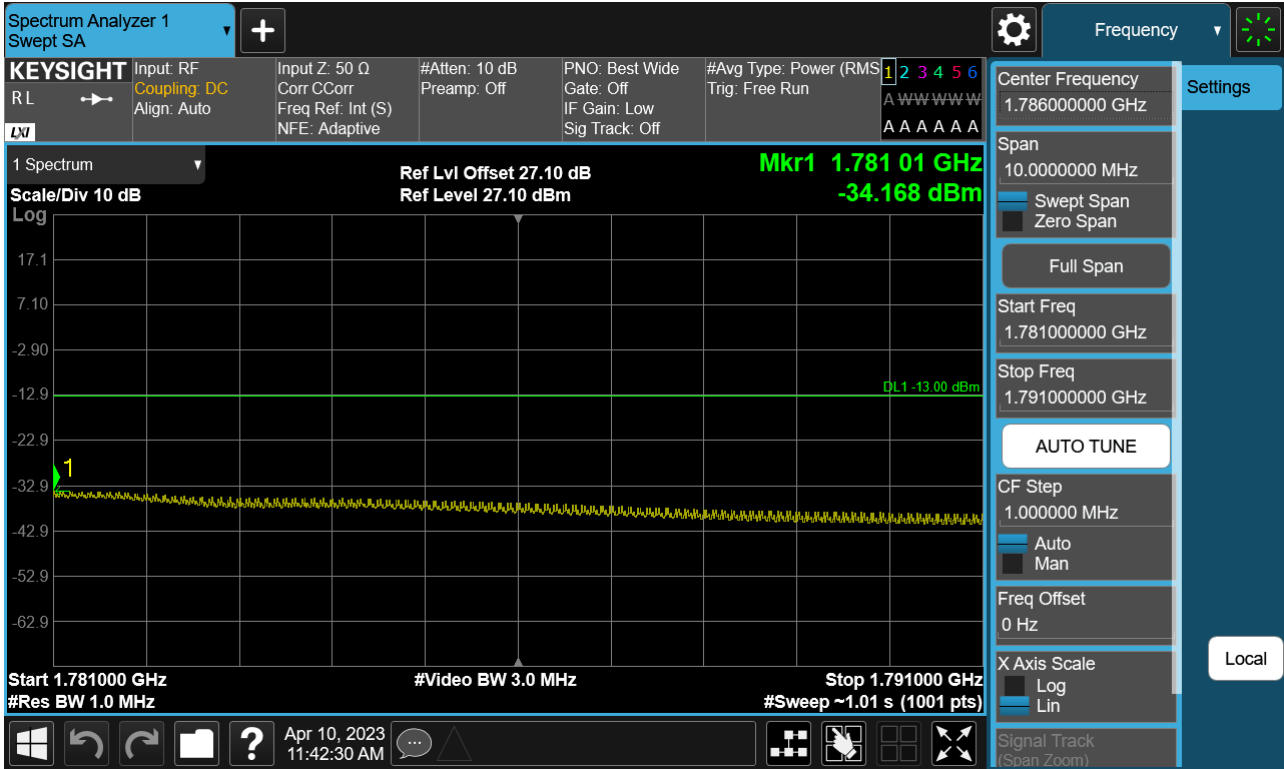 Spectrum Analyzer 1
Swept SA
Frequency
KEYSIGHT
R L
LXI
Input: RF
Coupling: DC
Align: Auto
Input Z: 50 Ω
Corr CCorr
Freq Ref: Int (S)
NFE: Adaptive
#Atten: 10 dB
Preamp: Off
PNO: Best Wide
Gate: Off
IF Gain: Low
Sig Track: Off
#Avg Type: Power (RMS
Trig: Free Run
1 2 3 4 5 6
A W W W W W
A A A A A A
1 Spectrum
Scale/Div 10 dB
Log
Ref Lvl Offset 27.10 dB
Ref Level 27.10 dBm
Mkr1 1.781 01 GHz
-34.168 dBm
17.1
7.10
-2.90
-12.9
-22.9
-32.9
-42.9
-52.9
-62.9
DL1 -13.00 dBm
1
Start 1.781000 GHz
#Res BW 1.0 MHz
#Video BW 3.0 MHz
Stop 1.791000 GHz
#Sweep ~1.01 s (1001 pts)
Apr 10, 2023
11:42:30 AM
Center Frequency
1.786000000 GHz
Span
10.0000000 MHz
Swept Span
Zero Span
Full Span
Start Freq
1.781000000 GHz
Stop Freq
1.791000000 GHz
AUTO TUNE
CF Step
1.000000 MHz
Auto
Man
Freq Offset
0 Hz
X Axis Scale
Log
Lin
Signal Track
(Span Zoom)
Settings
Local